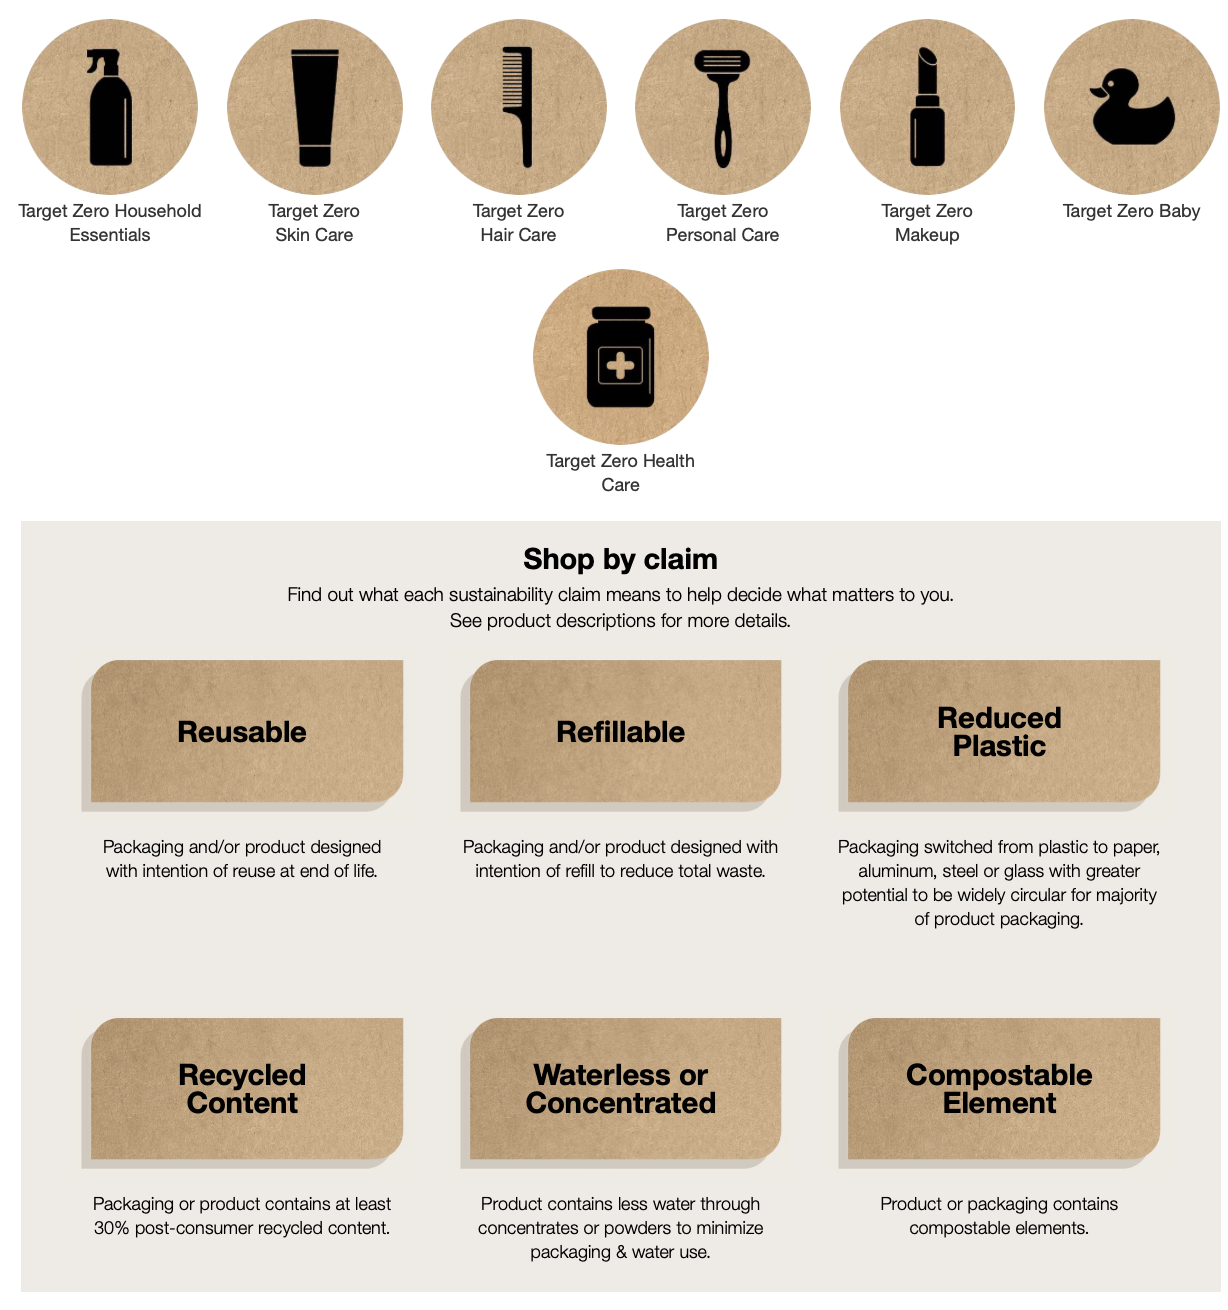 Target Zero Household
Essentials
Target Zero
Skin Care
Target Zero
Hair Care
Target Zero
Personal Care
Target Zero
Makeup
Target Zero Baby
Target Zero Health
Care
Shop by claim
Find out what each sustainability claim means to help decide what matters to you.
See product descriptions for more details.
Reusable
Packaging and/or product designed
with intention of reuse at end of life.
Refillable
Packaging and/or product designed with
intention of refill to reduce total waste.
Reduced
Plastic
Packaging switched from plastic to paper,
aluminum, steel or glass with greater
potential to be widely circular for majority
of product packaging.
Recycled
Content
Packaging or product contains at least
30% post-consumer recycled content.
Waterless or
Concentrated
Product contains less water through
concentrates or powders to minimize
packaging & water use.
Compostable
Element
Product or packaging contains
compostable elements.